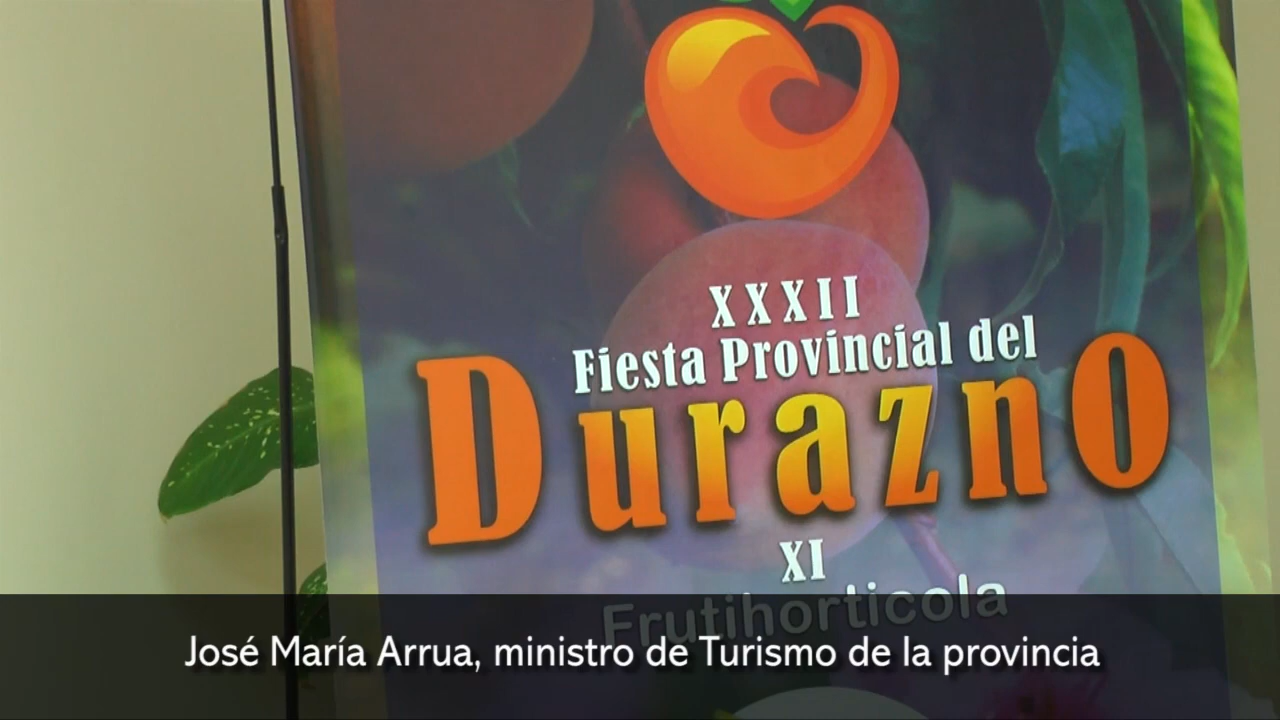 XXXII
Fiesta Provincial del
Durazno
XI
Frutihorticola
José María Arrua, ministro de Turismo de la provincia